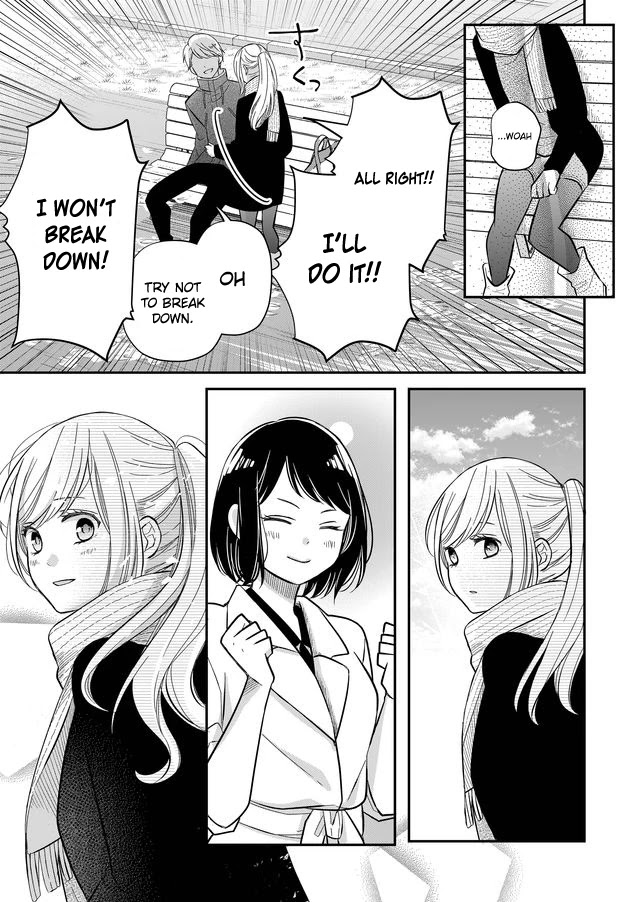 ...WOAH
ALL RIGHT!!
I'LL
DO IT!!
OH
TRY NOT
TO BREAK
DOWN.
I WON'T
BREAK
DOWN!
すくっ